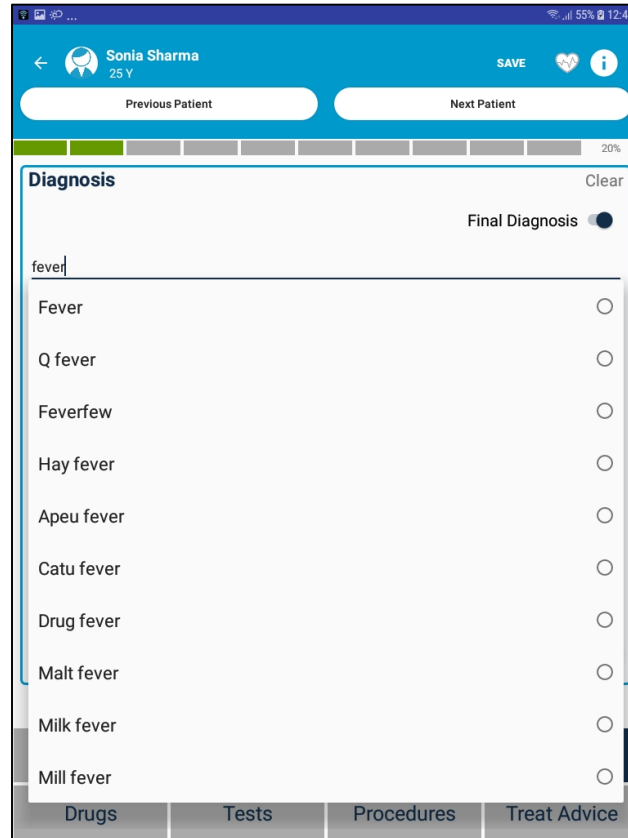 ... 55% 12:4
Sonia Sharma
25 Y
SAVE
i
Previous Patient Next Patient
20%
Diagnosis Clear
Final Diagnosis
fever
Fever
Q fever
Feverfew
Hay fever
Apeu fever
Catu fever
Drug fever
Malt fever
Milk fever
Mill fever
Drugs Tests Procedures Treat Advice